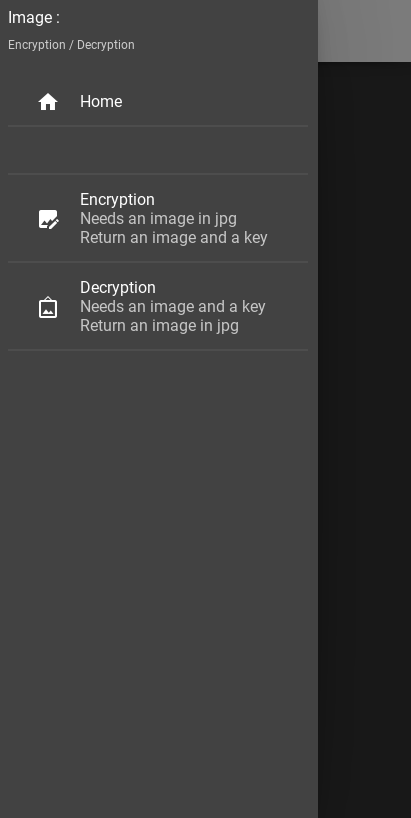 Image :
Encryption / Decryption
Home
Encryption
Needs an image in jpg
Return an image and a key
Decryption
Needs an image and a key
Return an image in jpg